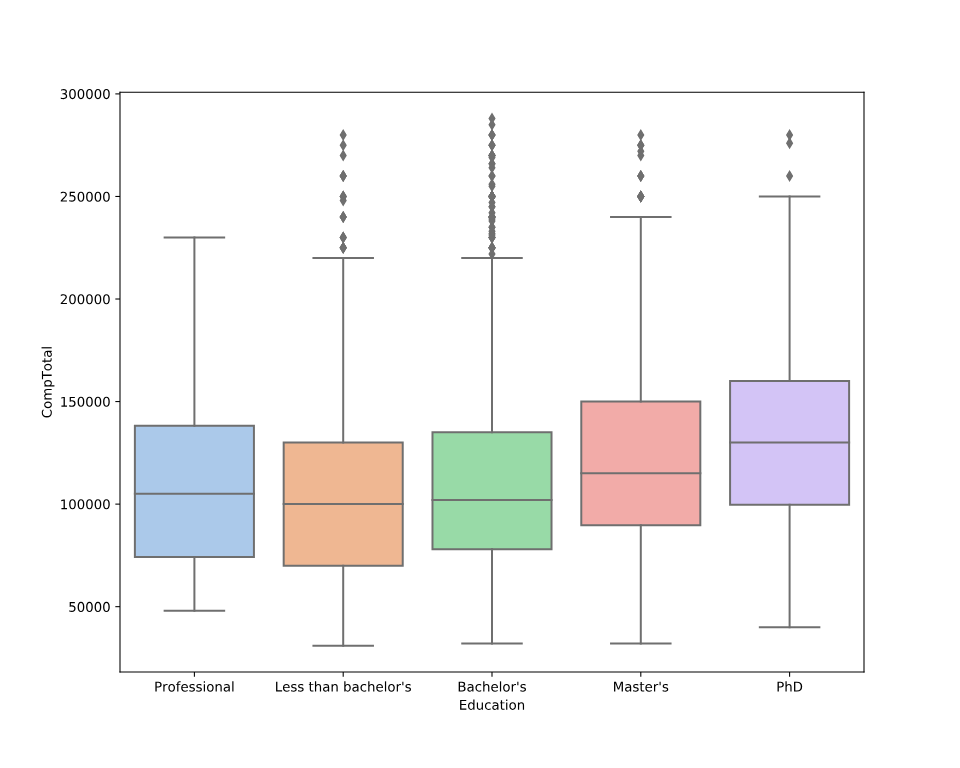 300000
250000
200000
150000
100000
50000
CompTotal
Professional
Less than bachelor's
Bachelor's
Master's
PhD
Education